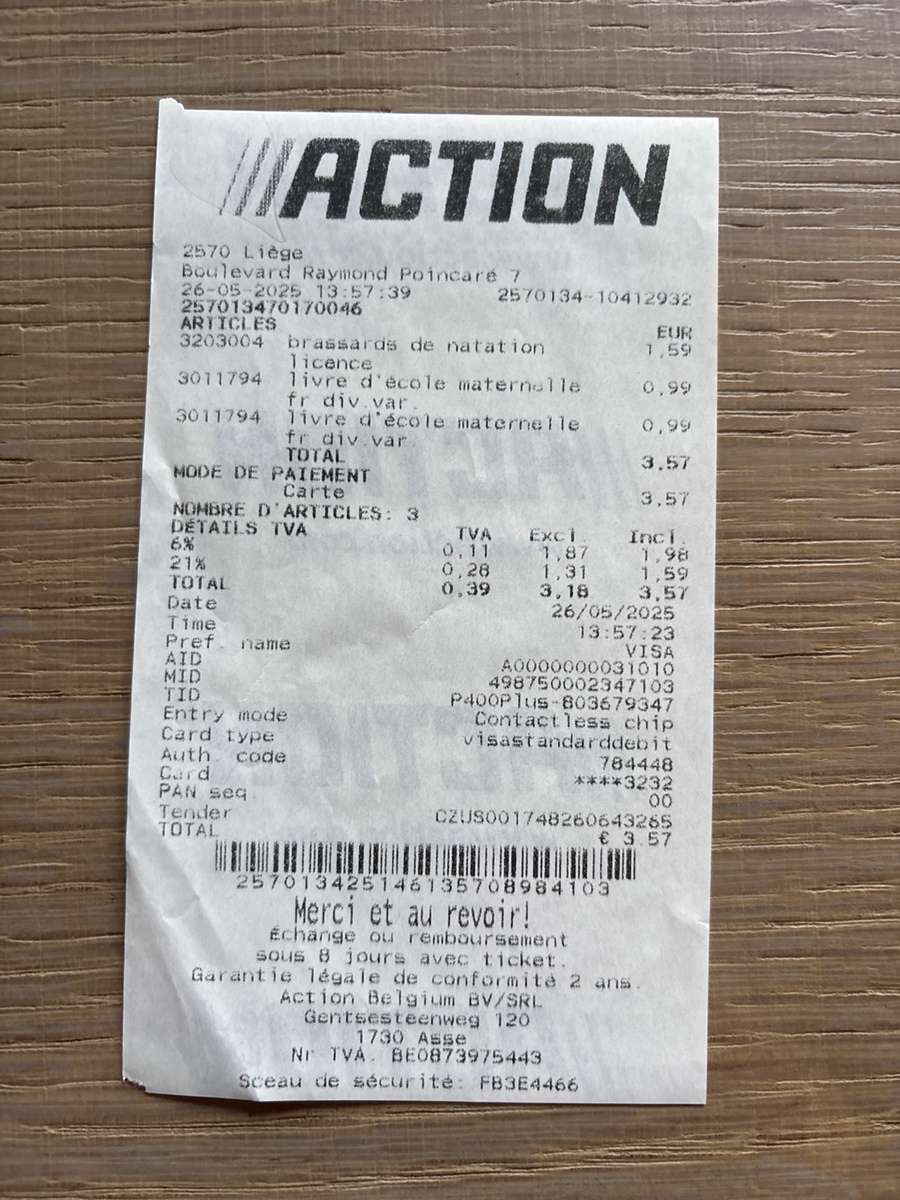 ///ACTION
2570 Liège
Boulevard Raymond Poincaré 7
26-05-2025 13:57:39 2570134-10412932
257013470170046
ARTICLES EUR
3203004 brassards de natation 1,59
licence
3011794 livre d'école maternelle 0,99
fr div.var.
3011794 livre d'école maternelle 0,99
fr div.var.
TOTAL 3,57
MODE DE PAIEMENT
Carte 3,57
NOMBRE D'ARTICLES: 3
DÉTAILS TVA TVA Excl. Incl.
6% 0,11 1,87 1,98
21% 0,28 1,31 1,59
TOTAL 0,39 3,18 3,57
Date 26/05/2025
Time 13:57:23
Pref. name VISA
AID A0000000031010
MID 498750002347103
TID P400Plus-803679347
Entry mode Contactless chip
Card type visastandarddebit
Auth. code 784448
Card ****3232
PAN seq. 00
Tender CZUS001748260643265
TOTAL € 3.57
257013425146135708984103
Merci et au revoir!
Échange ou remboursement
sous 8 jours avec ticket.
Garantie légale de conformité 2 ans.
Action Belgium BV/SRL
Gentsesteenweg 120
1730 Asse
Nr TVA. BE0873975443
Sceau de sécurité: FB3E4466